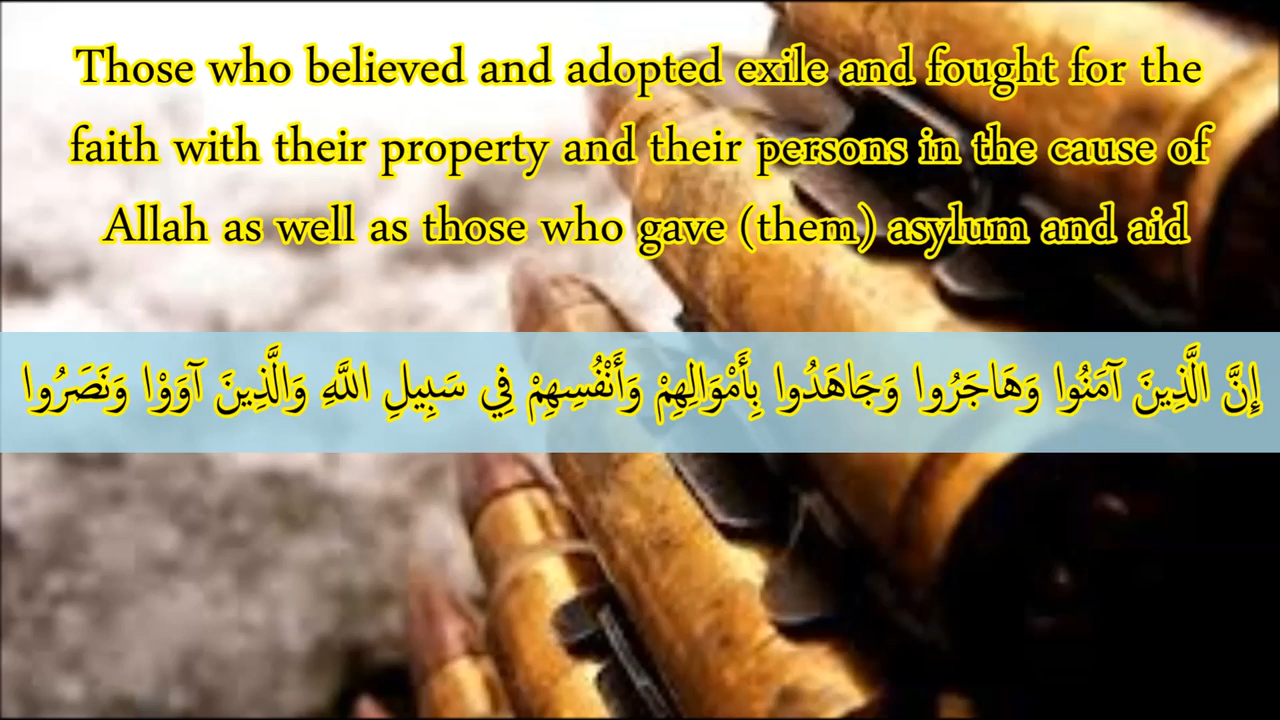 Those who believed and adopted exile and fought for the
faith with their property and their persons in the cause of
Allah as well as those who gave (them) asylum and aid
إِنَّ الَّذِينَ آمَنُوا وَهَاجَرُوا وَجَاهَدُوا بِأَمْوَالِهِمْ وَأَنْفُسِهِمْ فِي سَبِيلِ اللَّهِ وَالَّذِينَ آوَوْا وَنَصَرُوا